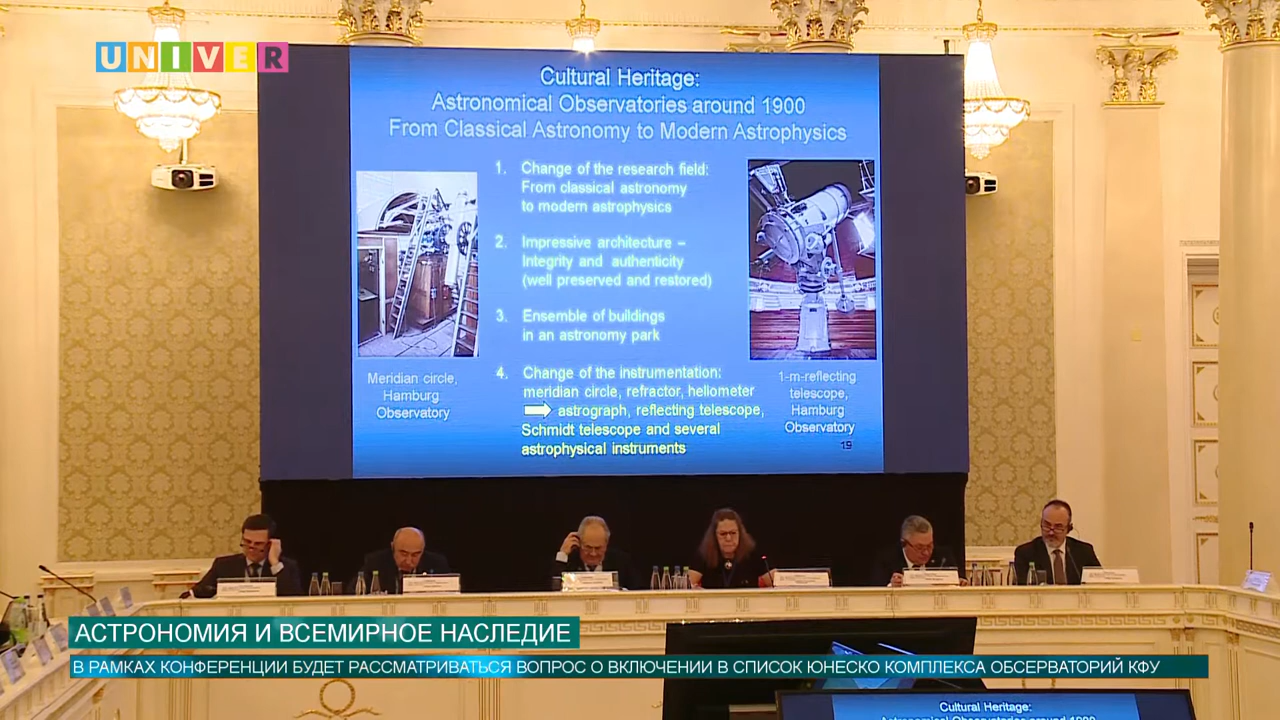 UNIVER
Cultural Heritage:
Astronomical Observatories around 1900
From Classical Astronomy to Modern Astrophysics
1. Change of the research field:
From classical astronomy
to modern astrophysics
2. Impressive architecture –
Integrity and authenticity
(well preserved and restored)
3. Ensemble of buildings
in an astronomy park
4. Change of the instrumentation:
meridian circle, refractor, heliometer
astrograph, reflecting telescope,
Schmidt telescope and several
astrophysical instruments
Meridian circle,
Hamburg
Observatory
1-m-reflecting
telescope,
Hamburg
Observatory
19
АСТРОНОМИЯ И ВСЕМИРНОЕ НАСЛЕДИЕ
В РАМКАХ КОНФЕРЕНЦИИ БУДЕТ РАССМАТРИВАТЬСЯ ВОПРОС О ВКЛЮЧЕНИИ В СПИСОК ЮНЕСКО КОМПЛЕКСА ОБСЕРВАТОРИЙ КФУ
Cultural Heritage:
Astronomical Observatories around 1900